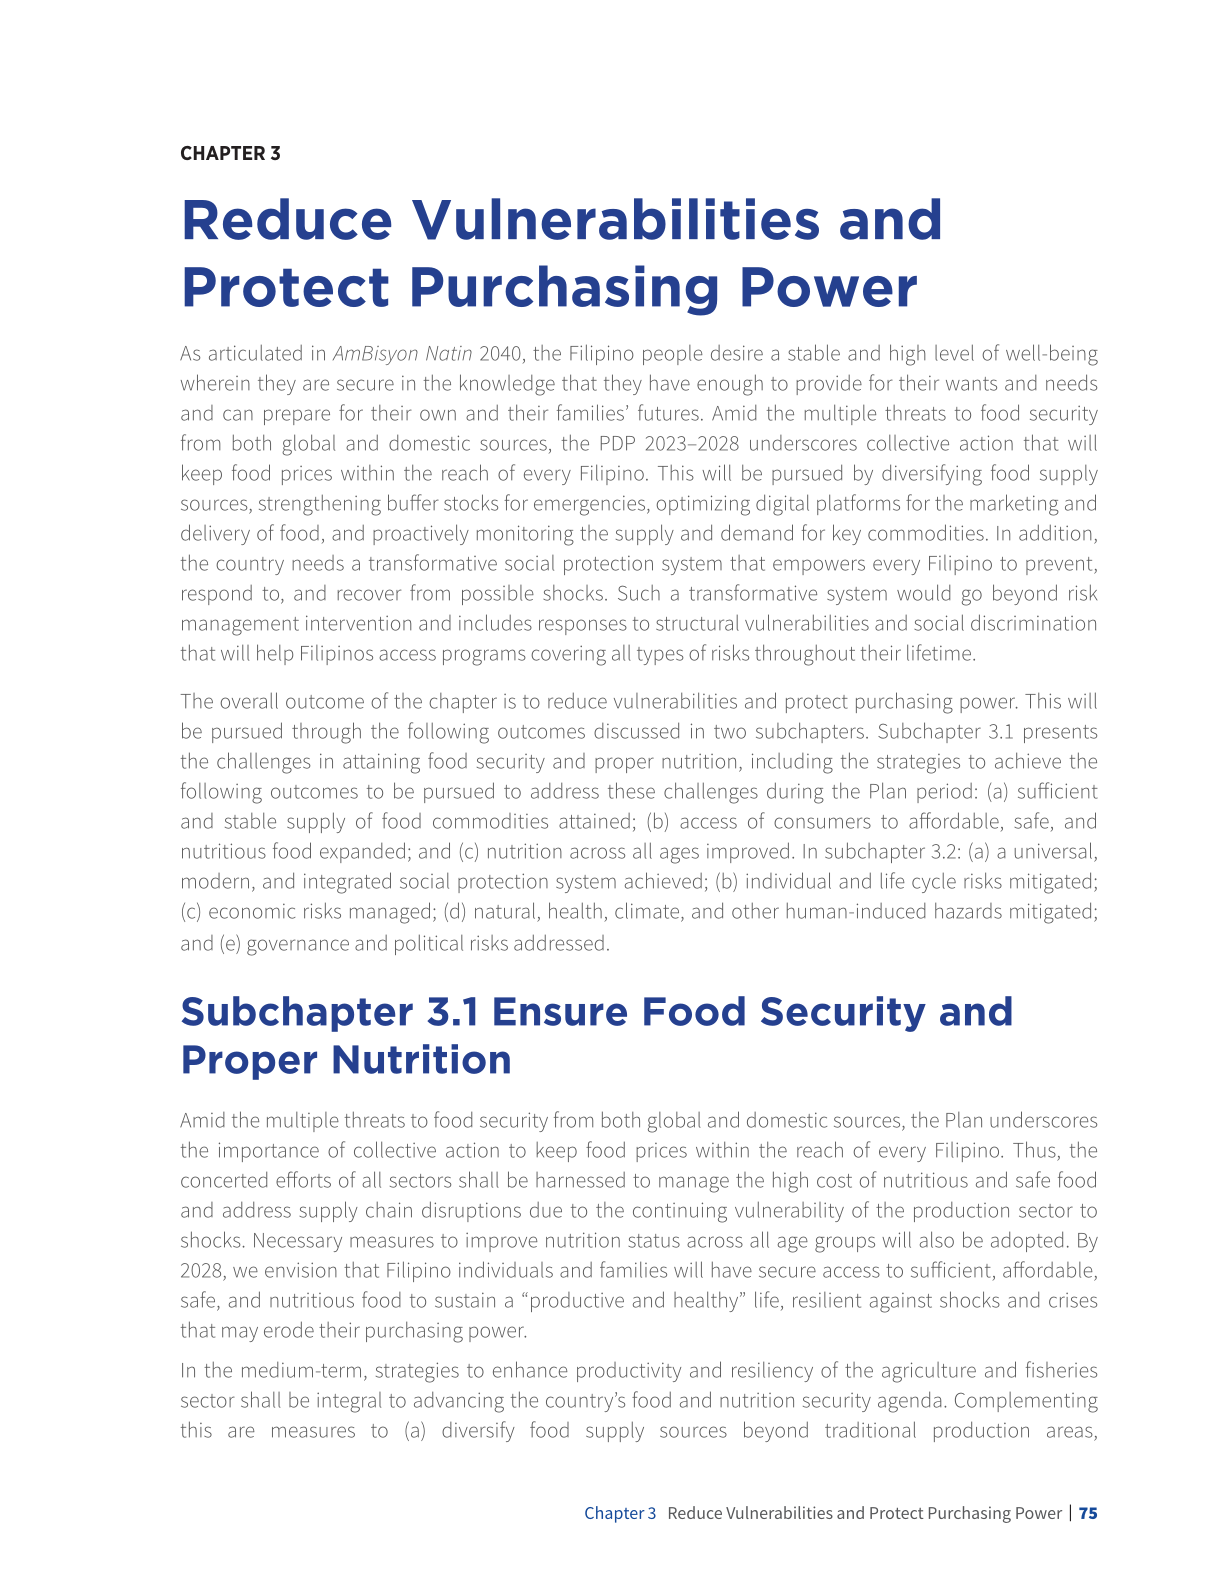 CHAPTER 3
Reduce Vulnerabilities and
Protect Purchasing Power
As articulated in AmBisyon Natin 2040, the Filipino people desire a stable and high level of well-being
wherein they are secure in the knowledge that they have enough to provide for their wants and needs
and can prepare for their own and their families’ futures. Amid the multiple threats to food security
from both global and domestic sources, the PDP 2023–2028 underscores collective action that will
keep food prices within the reach of every Filipino. This will be pursued by diversifying food supply
sources, strengthening buffer stocks for emergencies, optimizing digital platforms for the marketing and
delivery of food, and proactively monitoring the supply and demand for key commodities. In addition,
the country needs a transformative social protection system that empowers every Filipino to prevent,
respond to, and recover from possible shocks. Such a transformative system would go beyond risk
management intervention and includes responses to structural vulnerabilities and social discrimination
that will help Filipinos access programs covering all types of risks throughout their lifetime.
The overall outcome of the chapter is to reduce vulnerabilities and protect purchasing power. This will
be pursued through the following outcomes discussed in two subchapters. Subchapter 3.1 presents
the challenges in attaining food security and proper nutrition, including the strategies to achieve the
following outcomes to be pursued to address these challenges during the Plan period: (a) sufficient
and stable supply of food commodities attained; (b) access of consumers to affordable, safe, and
nutritious food expanded; and (c) nutrition across all ages improved. In subchapter 3.2: (a) a universal,
modern, and integrated social protection system achieved; (b) individual and life cycle risks mitigated;
(c) economic risks managed; (d) natural, health, climate, and other human-induced hazards mitigated;
and (e) governance and political risks addressed.
Subchapter 3.1 Ensure Food Security and
Proper Nutrition
Amid the multiple threats to food security from both global and domestic sources, the Plan underscores
the importance of collective action to keep food prices within the reach of every Filipino. Thus, the
concerted efforts of all sectors shall be harnessed to manage the high cost of nutritious and safe food
and address supply chain disruptions due to the continuing vulnerability of the production sector to
shocks. Necessary measures to improve nutrition status across all age groups will also be adopted. By
2028, we envision that Filipino individuals and families will have secure access to sufficient, affordable,
safe, and nutritious food to sustain a “productive and healthy” life, resilient against shocks and crises
that may erode their purchasing power.
In the medium-term, strategies to enhance productivity and resiliency of the agriculture and fisheries
sector shall be integral to advancing the country’s food and nutrition security agenda. Complementing
this are measures to (a) diversify food supply sources beyond traditional production areas,
Chapter 3 Reduce Vulnerabilities and Protect Purchasing Power | 75